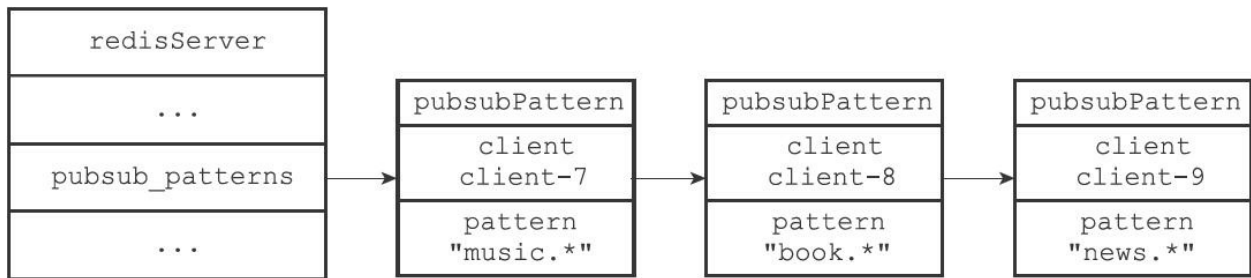 redisServer
...
pubsub_patterns
...
pubsubPattern
client
client-7
pattern
"music.*"
pubsubPattern
client
client-8
pattern
"book.*"
pubsubPattern
client
client-9
pattern
"news.*"